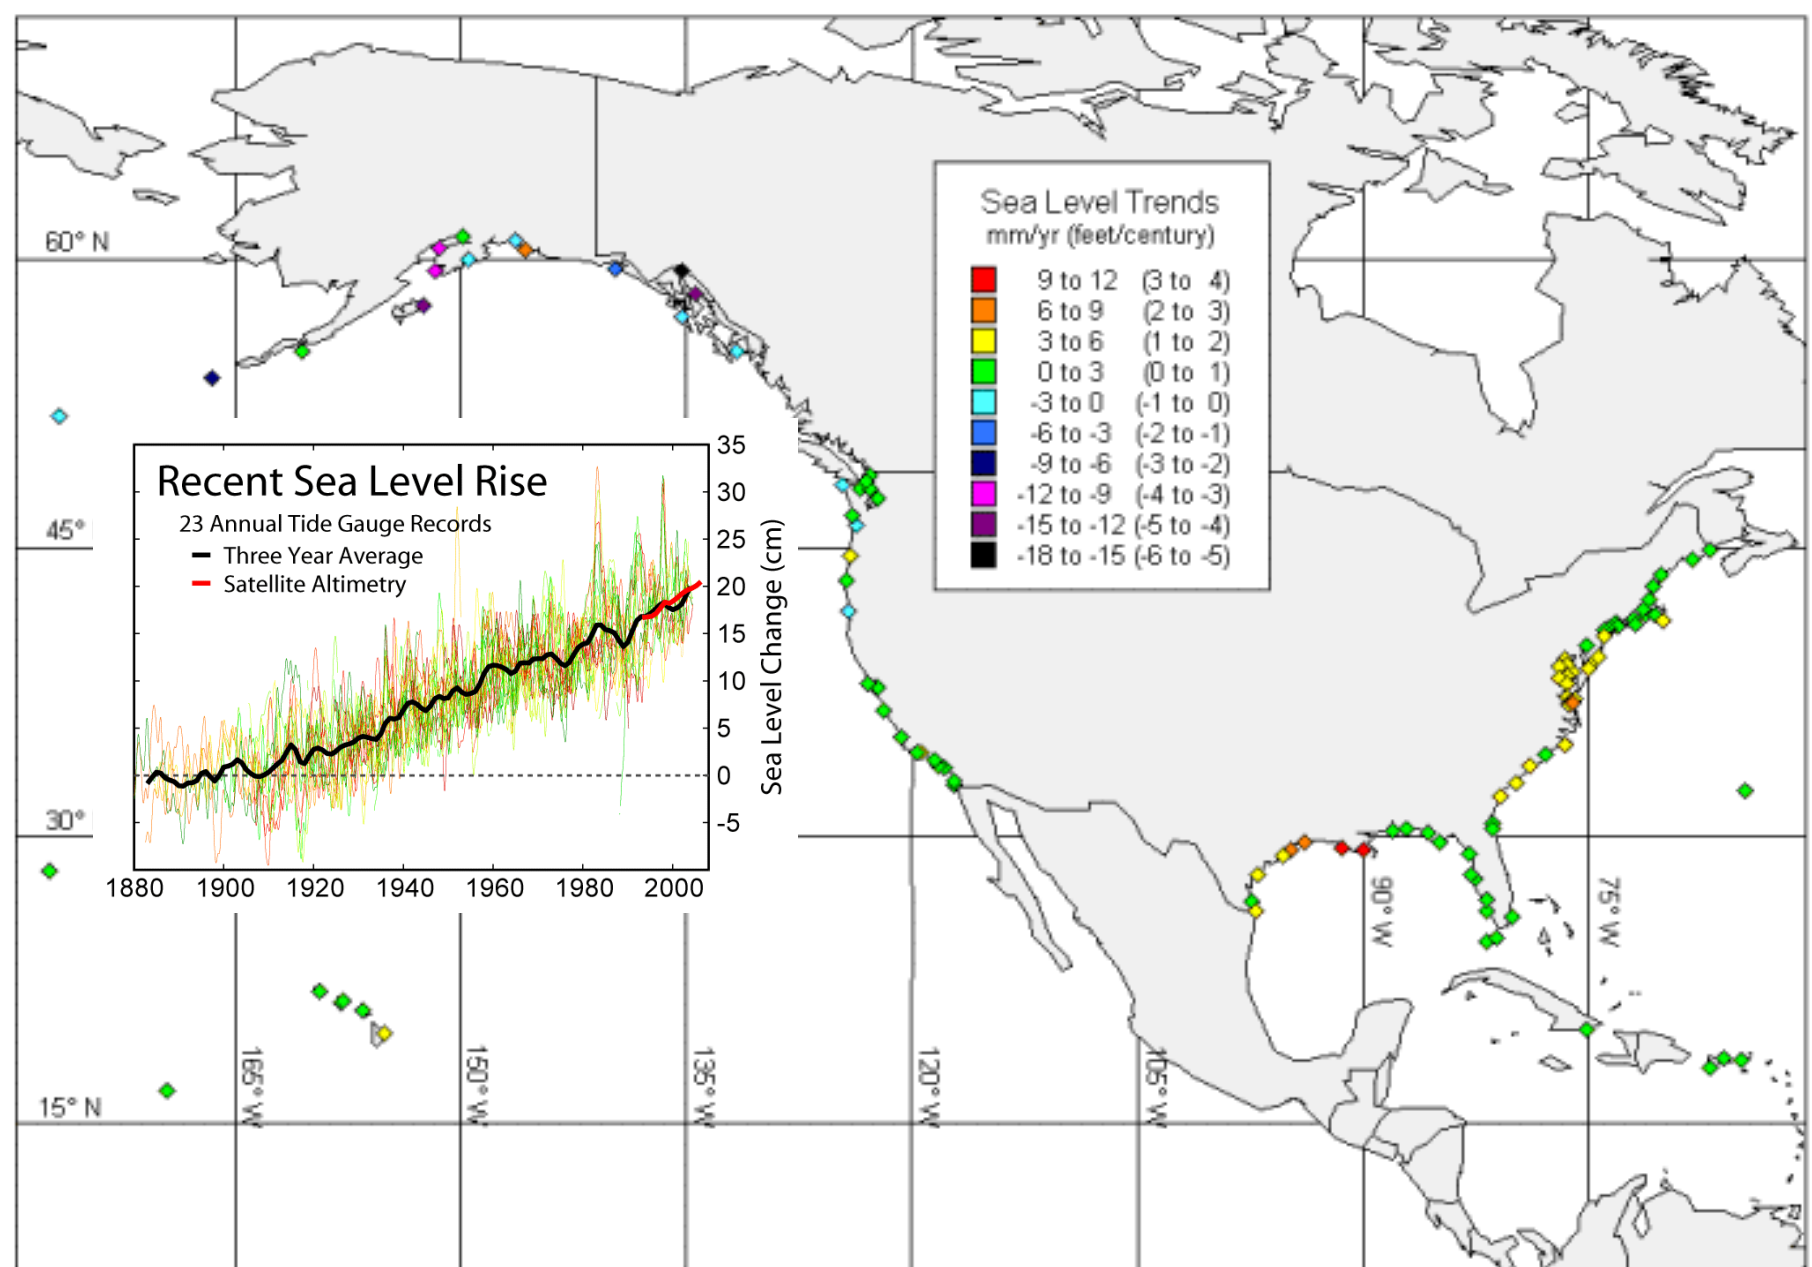 60° N
45°
30°
15° N
165° W
150° W
135° W
120° W
105° W
90° W
75° W
Sea Level Trends
mm/yr (feet/century)
9 to 12 (3 to 4)
6 to 9 (2 to 3)
3 to 6 (1 to 2)
0 to 3 (0 to 1)
-3 to 0 (-1 to 0)
-6 to -3 (-2 to -1)
-9 to -6 (-3 to -2)
-12 to -9 (-4 to -3)
-15 to -12 (-5 to -4)
-18 to -15 (-6 to -5)
Recent Sea Level Rise
23 Annual Tide Gauge Records
Three Year Average
Satellite Altimetry
35
30
25
20
15
10
5
0
-5
Sea Level Change (cm)
1880 1900 1920 1940 1960 1980 2000